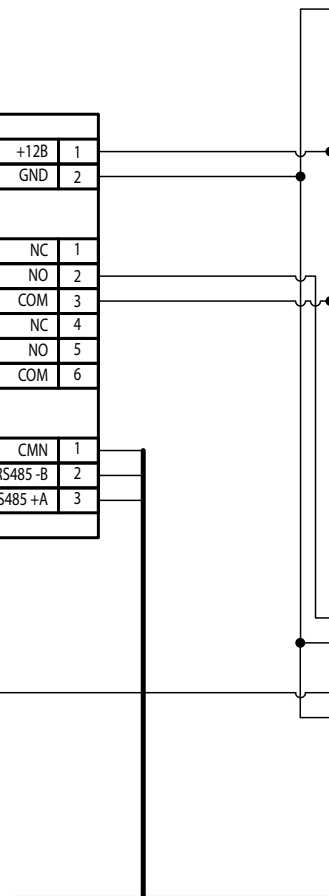 +12В 1
GND 2
NC 1
NO 2
COM 3
NC 4
NO 5
COM 6
CMN 1
RS485 -B 2
S485 +A 3